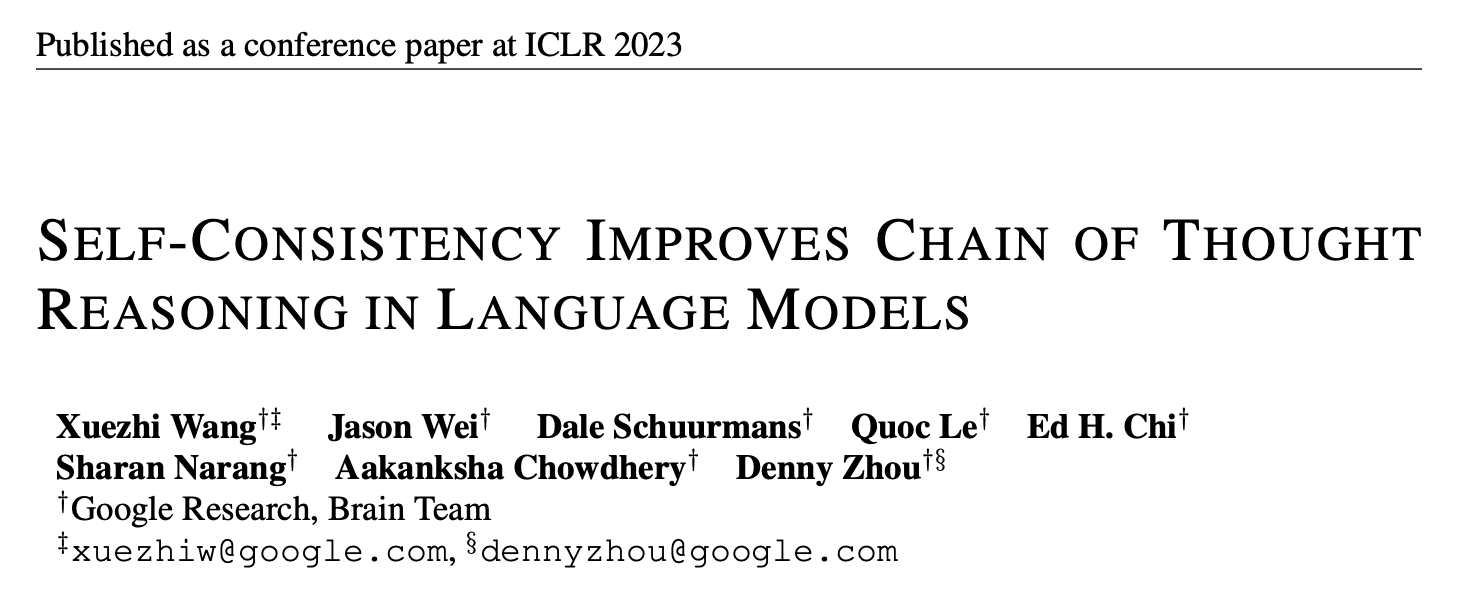 Published as a conference paper at ICLR 2023
SELF-CONSISTENCY IMPROVES CHAIN OF THOUGHT
REASONING IN LANGUAGE MODELS
Xuezhi Wang†‡ Jason Wei† Dale Schuurmans† Quoc Le† Ed H. Chi†
Sharan Narang† Aakanksha Chowdhery† Denny Zhou†§
†Google Research, Brain Team
‡xuezhiw@google.com, §dennyzhou@google.com